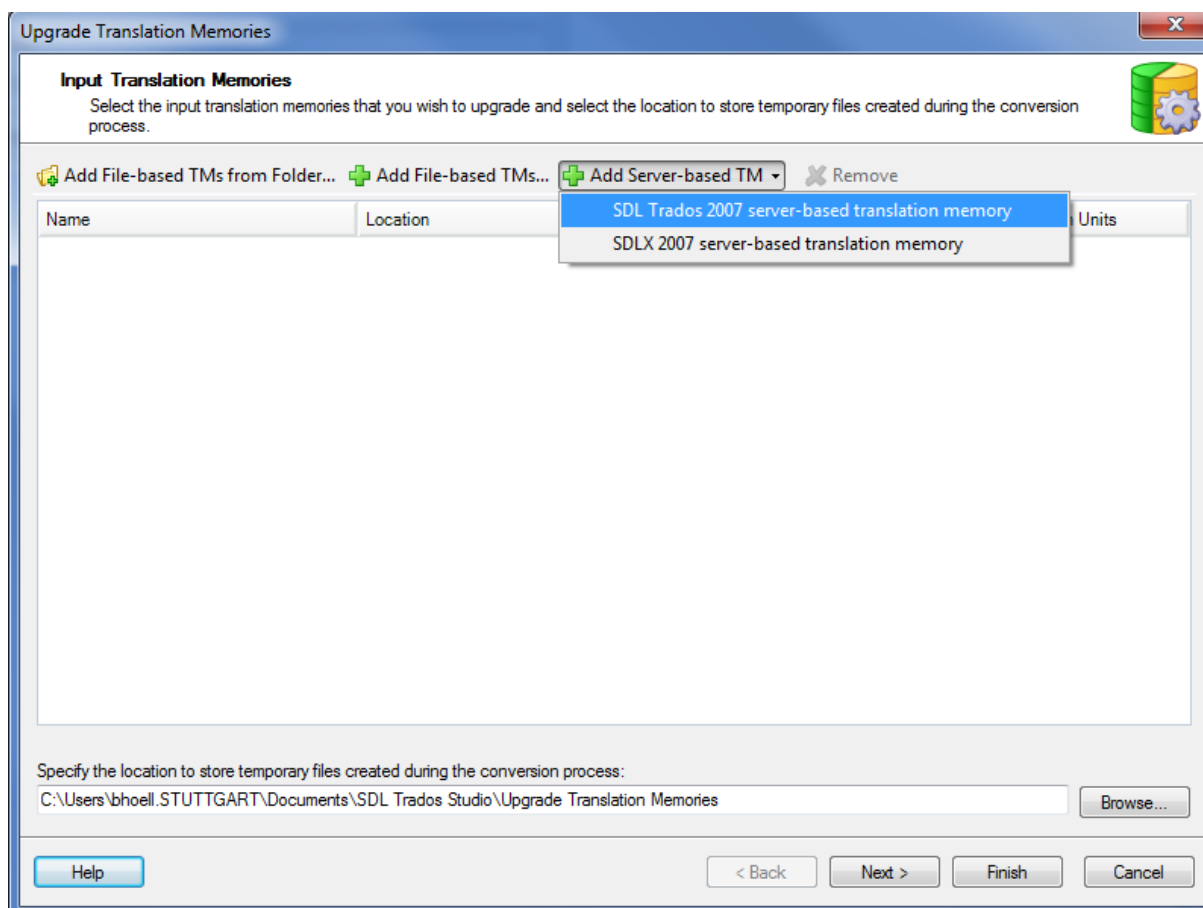 Upgrade Translation Memories
Input Translation Memories
Select the input translation memories that you wish to upgrade and select the location to store temporary files created during the conversion
process.
Add File-based TMs from Folder... Add File-based TMs... Add Server-based TM Remove
Name Location Units
SDL Trados 2007 server-based translation memory
SDLX 2007 server-based translation memory
Specify the location to store temporary files created during the conversion process:
C:\Users\bhoell.STUTTGART\Documents\SDL Trados Studio\Upgrade Translation Memories Browse...
Help < Back Next > Finish Cancel